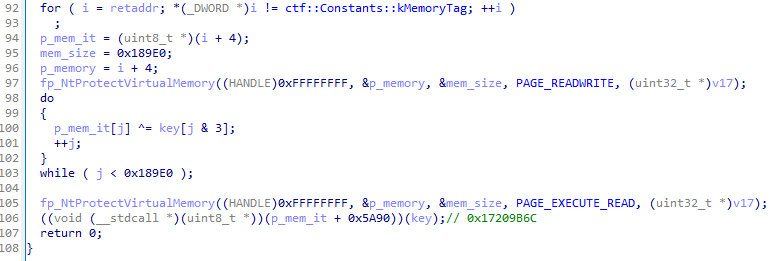 92 for ( i = retaddr; *(_DWORD *)i != ctf::Constants::kMemoryTag; ++i )
93 ;
94 p_mem_it = (uint8_t *)(i + 4);
95 mem_size = 0x189E0;
96 p_memory = i + 4;
97 fp_NtProtectVirtualMemory((HANDLE)0xFFFFFFFF, &p_memory, &mem_size, PAGE_READWRITE, (uint32_t *)v17);
98 do
99 {
100 p_mem_it[j] ^= key[j & 3];
101 ++j;
102 }
103 while ( j < 0x189E0 );
104
105 fp_NtProtectVirtualMemory((HANDLE)0xFFFFFFFF, &p_memory, &mem_size, PAGE_EXECUTE_READ, (uint32_t *)v17);
106 ((void (__stdcall *)(uint8_t *))(p_mem_it + 0x5A90))(key);// 0x17209B6C
107 return 0;
108 }